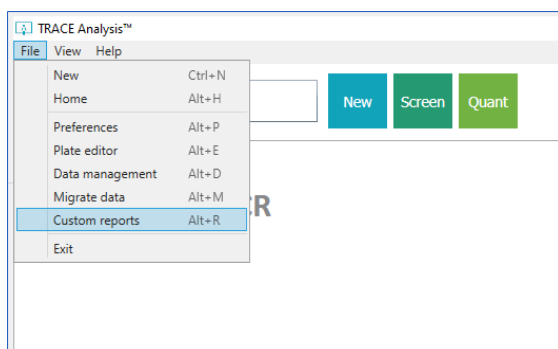 TRACE Analysis™
File View Help
New Ctrl+N
Home Alt+H
Preferences Alt+P
Plate editor Alt+E
Data management Alt+D
Migrate data Alt+M
Custom reports Alt+R
Exit
New Screen Quant